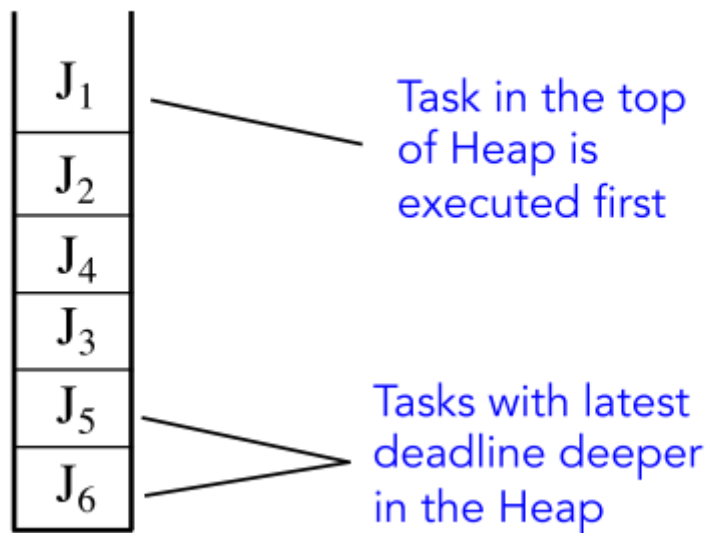 J₁
Task in the top
of Heap is
executed first
J₂
J₄
J₃
J₅
J₆
Tasks with latest
deadline deeper
in the Heap